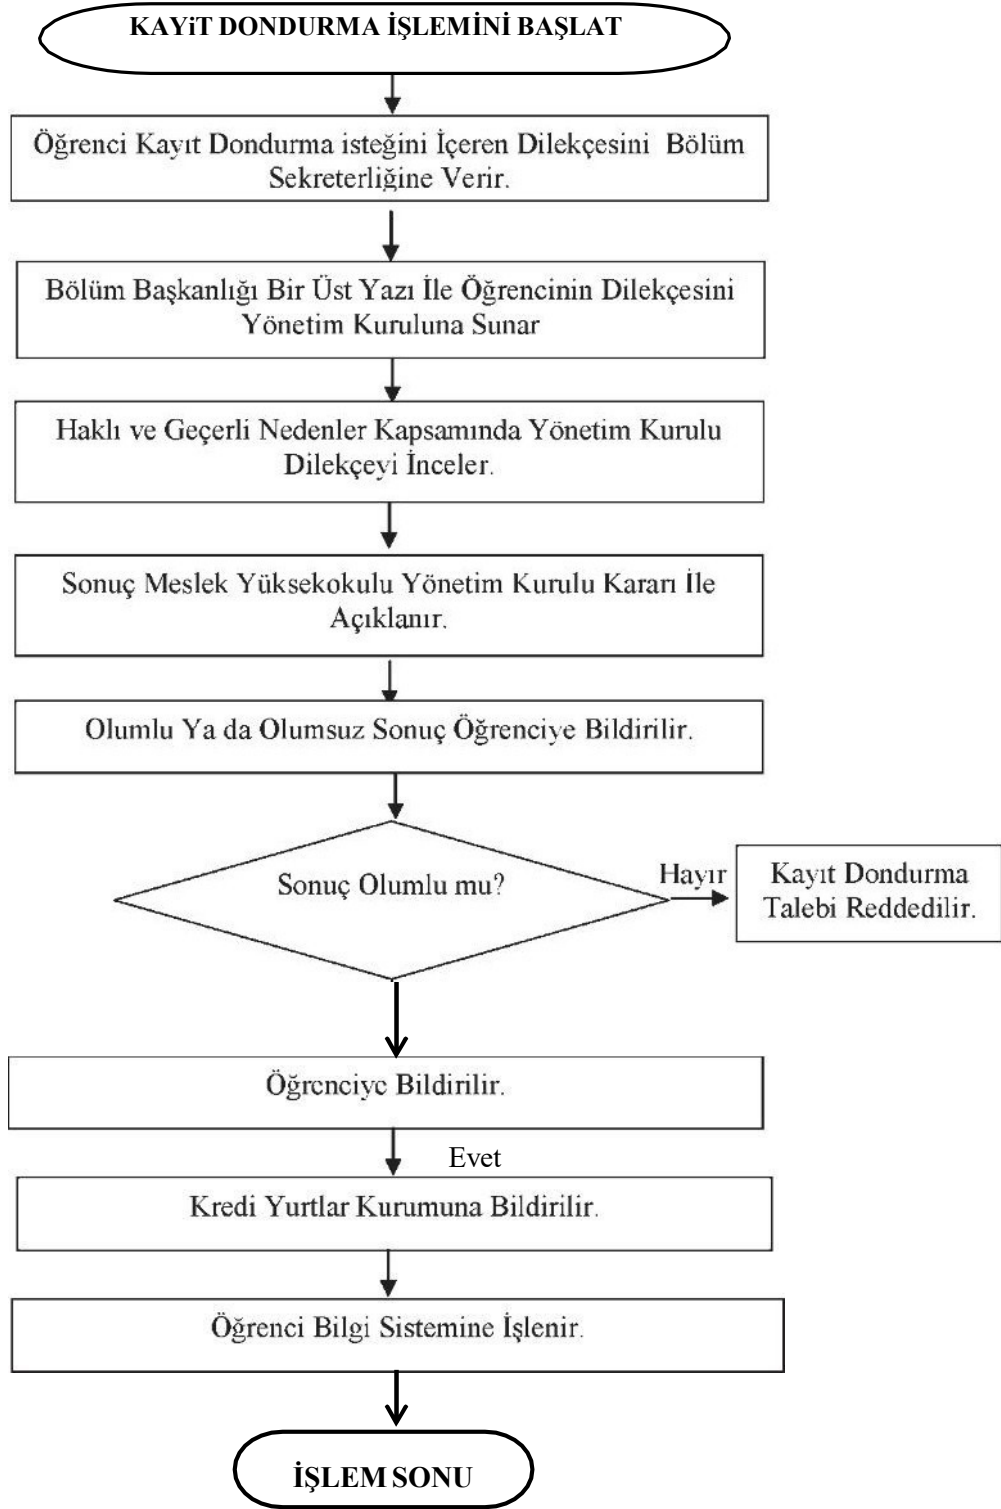 KAYiT DONDURMA İŞLEMİNİ BAŞLAT
Öğrenci Kayıt Dondurma isteğini İçeren Dilekçesini Bölüm
Sekreterliğine Verir.
Bölüm Başkanlığı Bir Üst Yazı İle Öğrencinin Dilekçesini
Yönetim Kuruluna Sunar
Haklı ve Geçerli Nedenler Kapsamında Yönetim Kurulu
Dilekçeyi İnceler.
Sonuç Meslek Yüksekokulu Yönetim Kurulu Kararı İle
Açıklanır.
Olumlu Ya da Olumsuz Sonuç Öğrenciye Bildirilir.
Sonuç Olumlu mu?
Hayır
Kayıt Dondurma
Talebi Reddedilir.
Öğrenciye Bildirilir.
Evet
Kredi Yurtlar Kurumuna Bildirilir.
Öğrenci Bilgi Sistemine İşlenir.
İŞLEM SONU